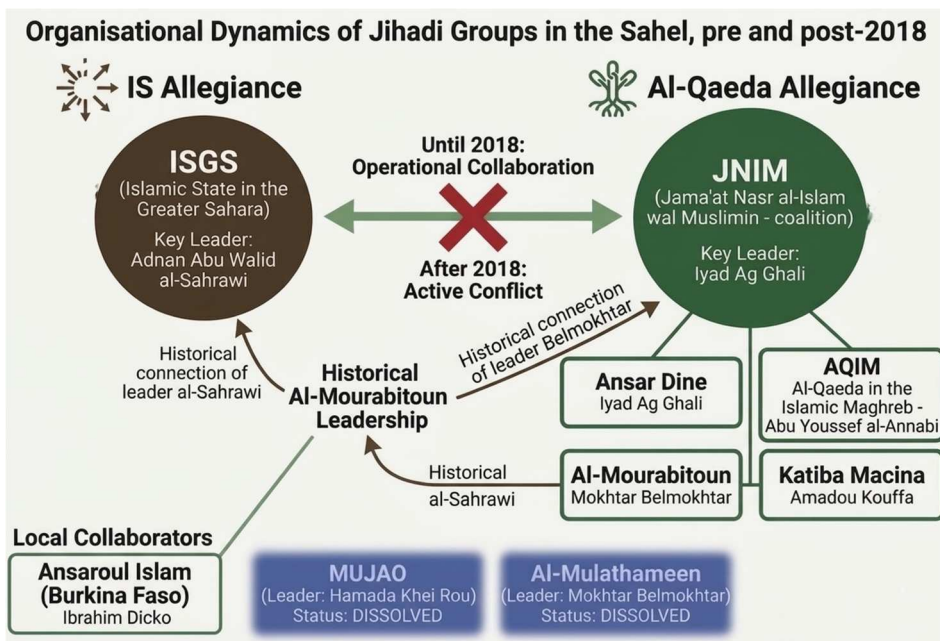 Organisational Dynamics of Jihadi Groups in the Sahel, pre and post-2018
IS Allegiance
Al-Qaeda Allegiance
ISGS
(Islamic State in the
Greater Sahara)
Key Leader:
Adnan Abu Walid
al-Sahrawi
Until 2018:
Operational Collaboration
After 2018:
Active Conflict
JNIM
(Jama'at Nasr al-Islam
wal Muslimin - coalition)
Key Leader:
Iyad Ag Ghali
Historical
connection of
leader al-Sahrawi
Historical connection
of leader Belmokhtar
Historical
Al-Mourabitoun
Leadership
Ansar Dine
Iyad Ag Ghali
AQIM
Al-Qaeda in the
Islamic Maghreb -
Abu Youssef al-Annabi
Historical
al-Sahrawi
Al-Mourabitoun
Mokhtar Belmokhtar
Katiba Macina
Amadou Kouffa
Local Collaborators
Ansaroul Islam
(Burkina Faso)
Ibrahim Dicko
MUJAO
(Leader: Hamada Khei Rou)
Status: DISSOLVED
Al-Mulathameen
(Leader: Mokhtar Belmokhtar)
Status: DISSOLVED